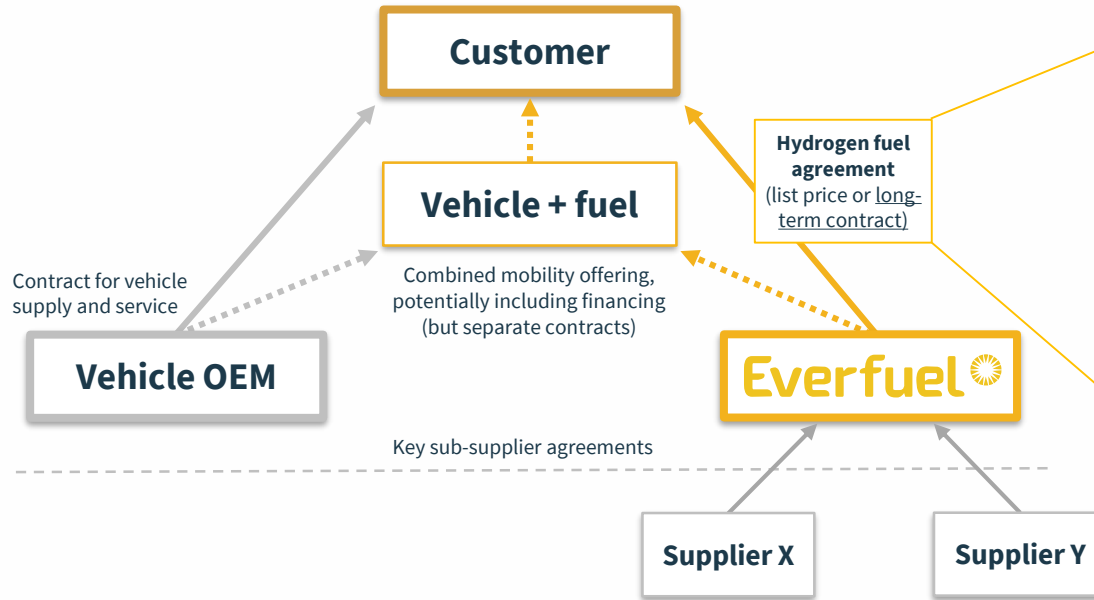 Customer
Hydrogen fuel
agreement
(list price or long-
term contract)
Vehicle + fuel
Contract for vehicle
supply and service
Combined mobility offering,
potentially including financing
(but separate contracts)
Vehicle OEM
Everfuel
Key sub-supplier agreements
Supplier X
Supplier Y